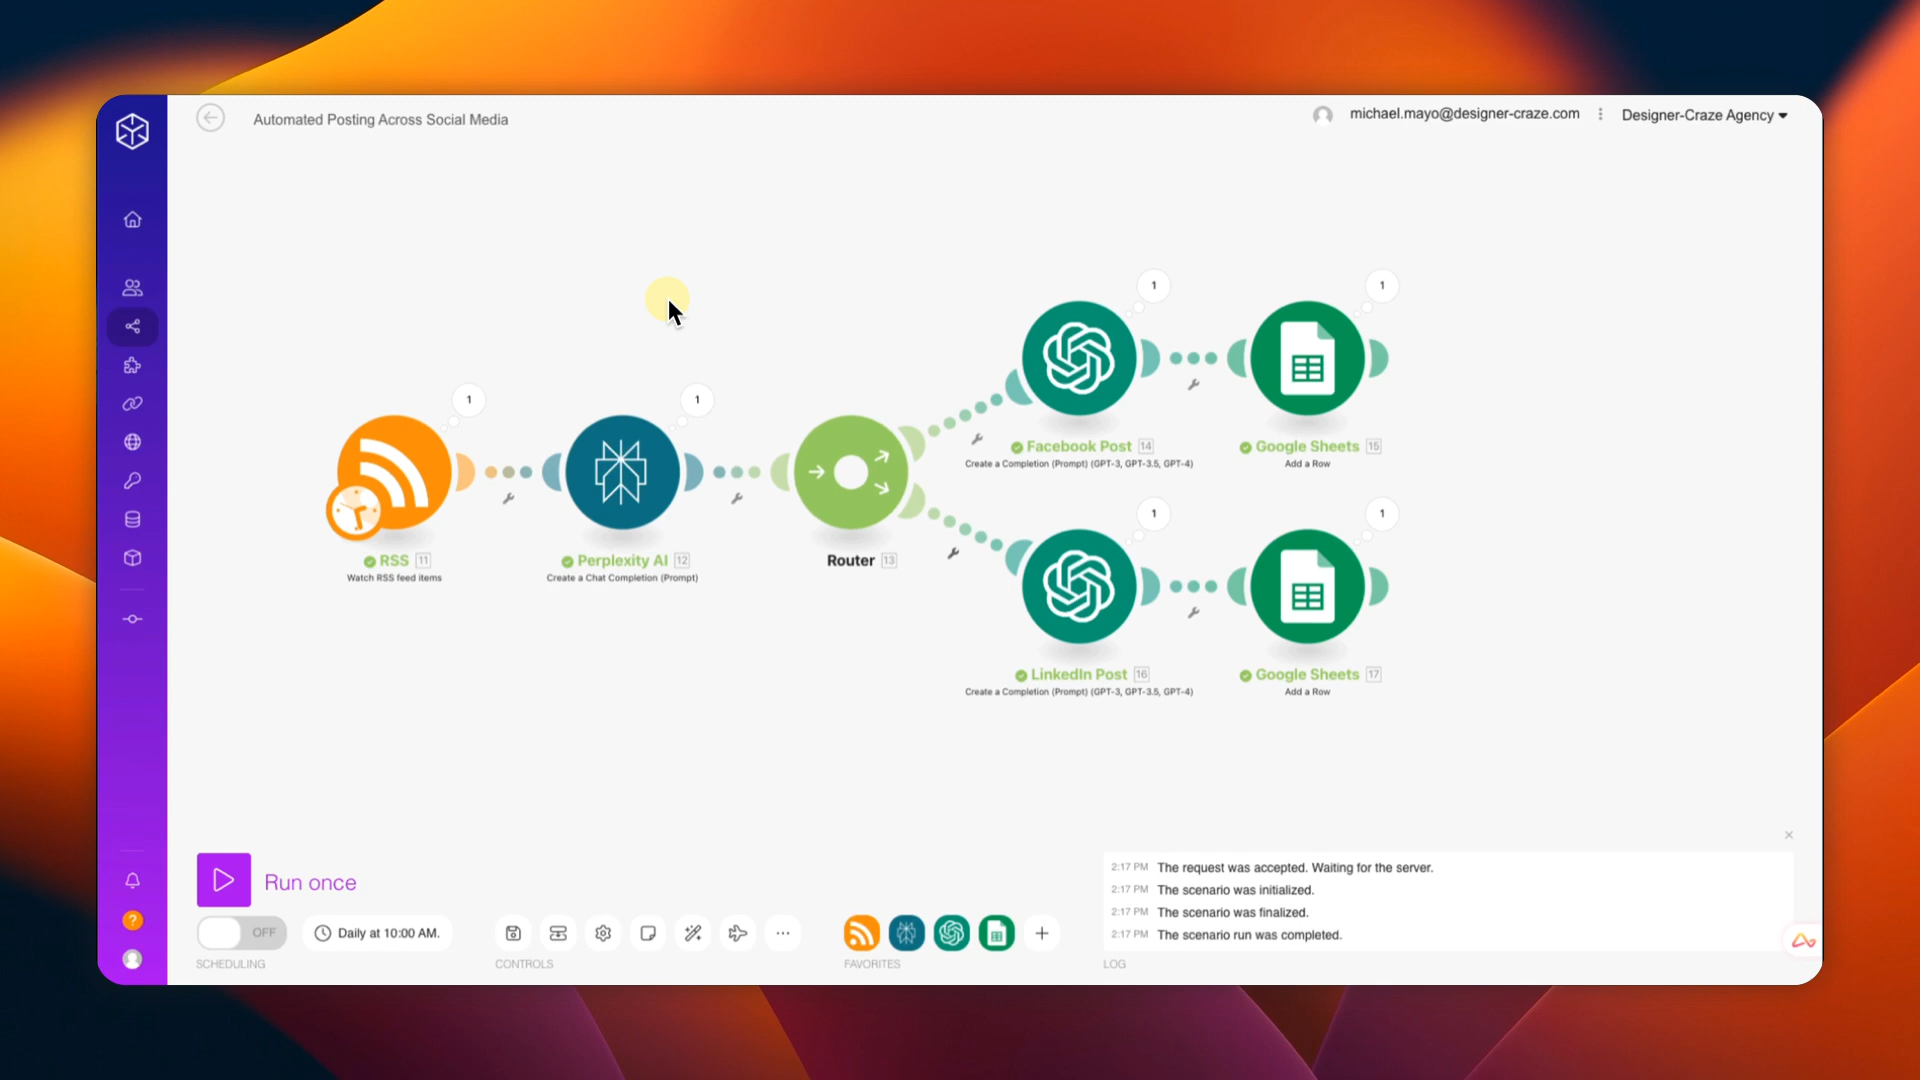 Automated Posting Across Social Media
michael.mayo@designer-craze.com
Designer-Craze Agency
1
1
1
1
Facebook Post 14
Create a Completion (Prompt) (GPT-3, GPT-3.5, GPT-4)
Google Sheets 15
Add a Row
RSS 11
Watch RSS feed items
Perplexity AI 12
Create a Chat Completion (Prompt)
Router 13
1
1
LinkedIn Post 16
Create a Completion (Prompt) (GPT-3, GPT-3.5, GPT-4)
Google Sheets 17
Add a Row
Run once
OFF
Daily at 10:00 AM.
SCHEDULING
CONTROLS
FAVORITES
2:17 PM The request was accepted. Waiting for the server.
2:17 PM The scenario was initialized.
2:17 PM The scenario was finalized.
2:17 PM The scenario run was completed.
LOG
?